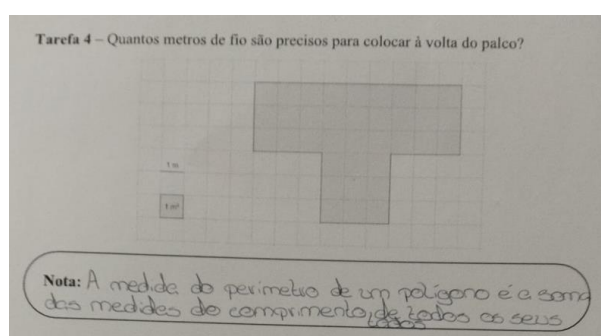 Tarefa 4 – Quantos metros de fio são precisos para colocar à volta do palco?
1 m
1 m²
Nota: A medida do perimetro de um polígono é a soma
das medidas do comprimento de todos os seus
lados